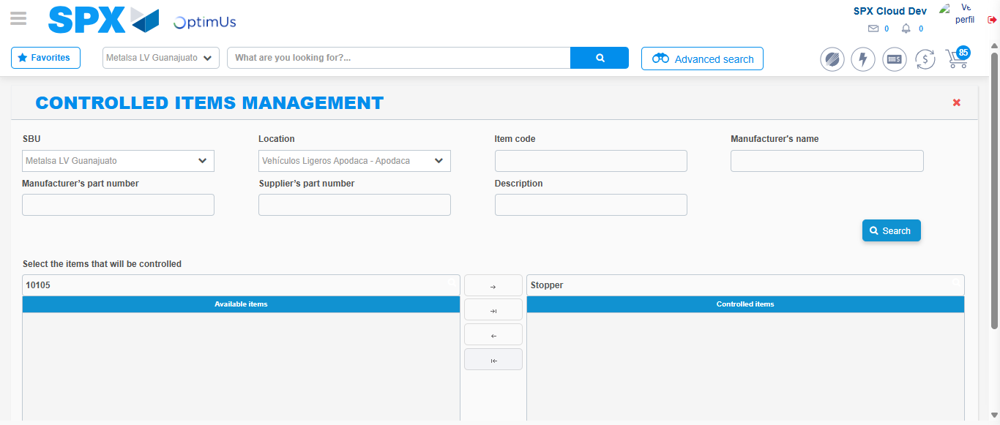 SPX
OptimUs
SPX Cloud Dev
Ve
perfil
0
0
Favorites
Metalsa LV Guanajuato
What are you looking for?...
Advanced search
85
CONTROLLED ITEMS MANAGEMENT
SBU
Location
Item code
Manufacturer's name
Metalsa LV Guanajuato
Vehículos Ligeros Apodaca - Apodaca
Manufacturer’s part number
Supplier’s part number
Description
Search
Select the items that will be controlled
10105
Stopper
Available items
Controlled items